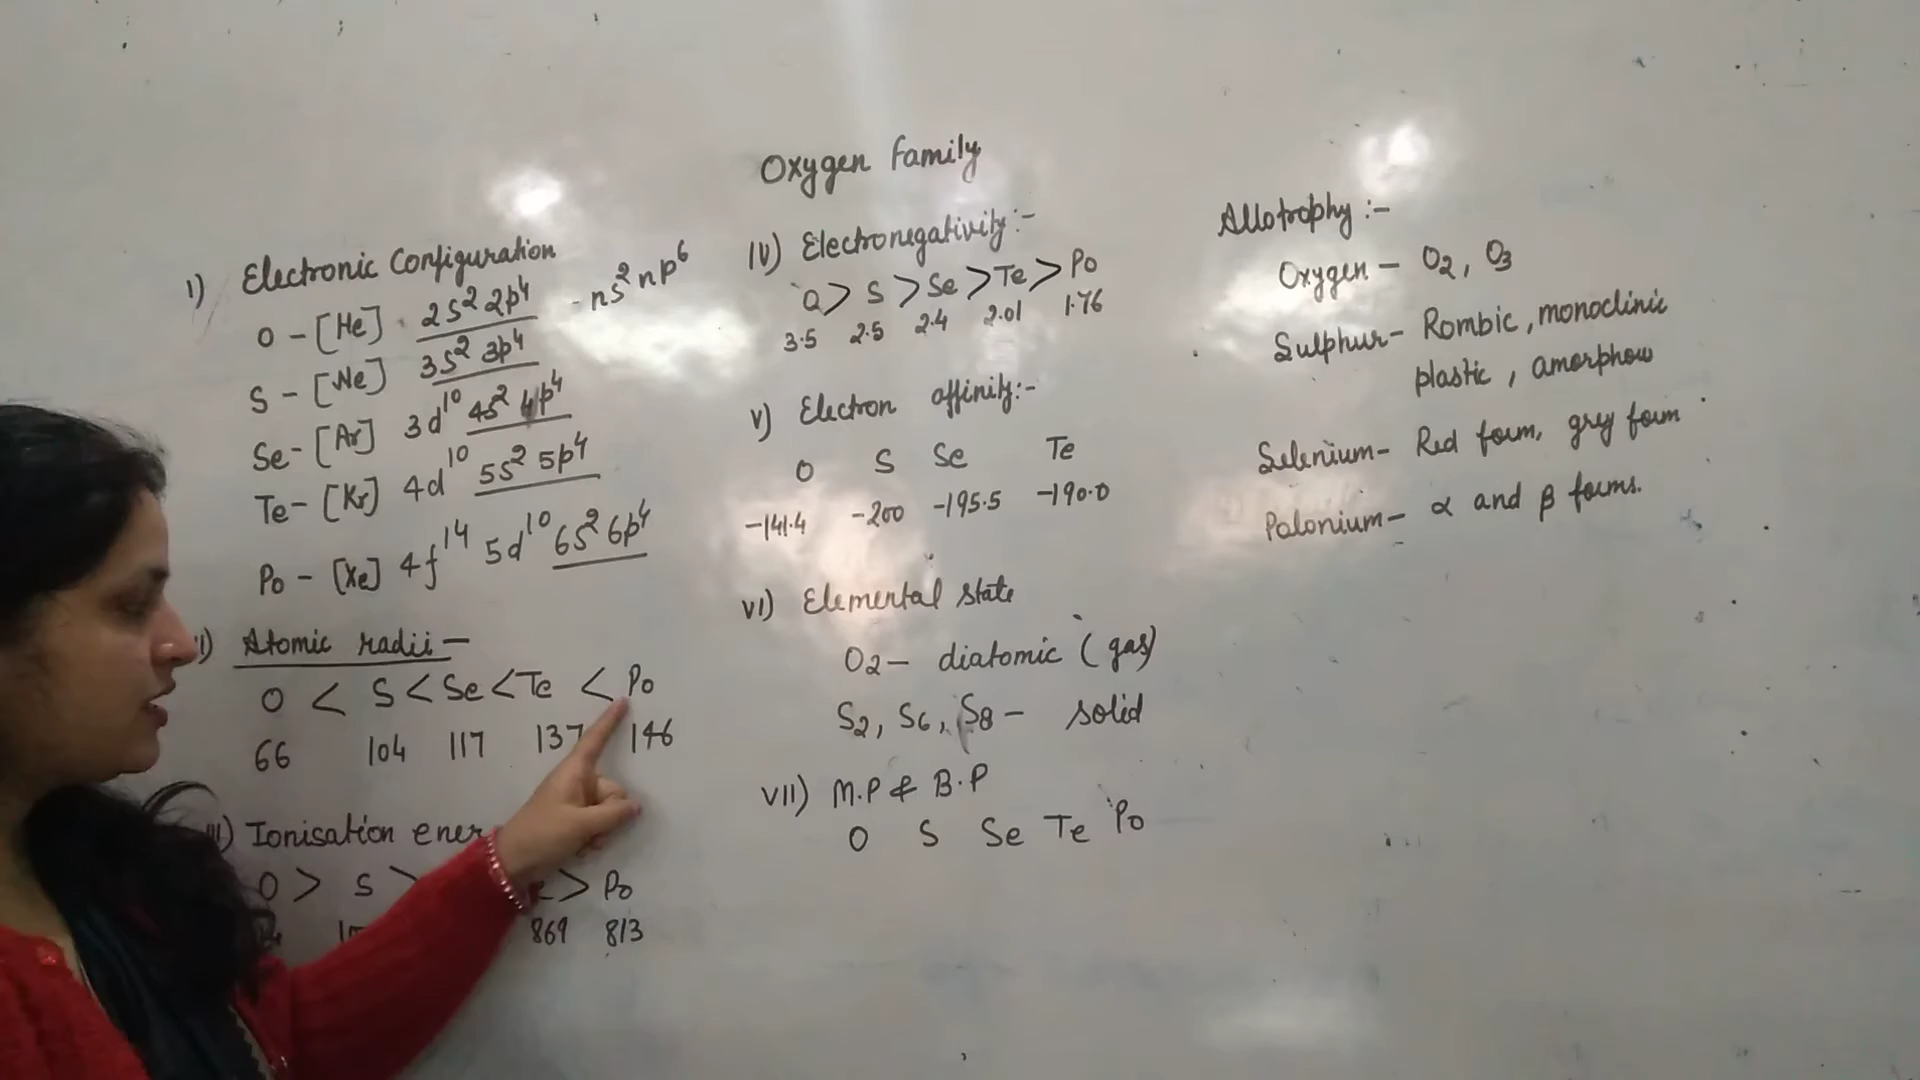 Oxygen Family
1) Electronic Configuration
O - [He] 2s² 2p⁴ - ns² np⁶
S - [Ne] 3s² 3p⁴
Se - [Ar] 3d¹⁰ 4s² 4p⁴
Te - [Kr] 4d¹⁰ 5s² 5p⁴
Po - [Xe] 4f¹⁴ 5d¹⁰ 6s² 6p⁴
Atomic radii -
O < S < Se < Te < Po
66 104 117 137 146
Ionisation
O > S > > Po
869 813
IV) Electronegativity :-
O > S > Se > Te > Po
3.5 2.5 2.4 2.01 1.76
V) Electron affinity :-
O S Se Te
-141.4 -200 -195.5 -190.0
VI) Elemental state
O2 - diatomic (gas)
S2, S6, S8 - solid
VII) M.P & B.P
O S Se Te Po
Allotrophy :-
Oxygen - O2, O3
Sulphur - Rombic, monoclinic
plastic, amorphow
Selenium - Red form, grey form
Polonium - α and β forms.